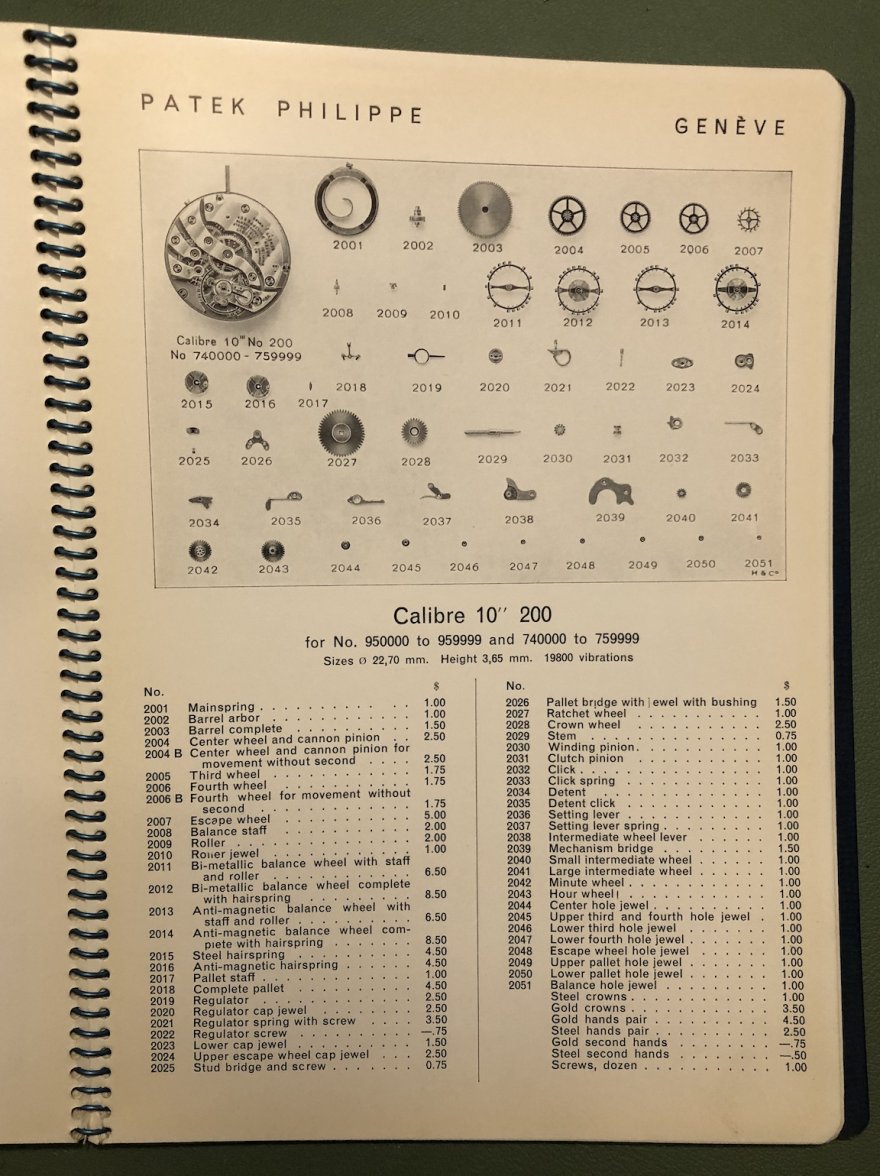 PATEK PHILIPPE
GENÈVE
2001 2002 2003 2004 2005 2006 2007
2008 2009 2010 2011 2012 2013 2014
Calibre 10''' No 200
No 740000 - 759999
2015 2016 2017 2018 2019 2020 2021 2022 2023 2024
2025 2026 2027 2028 2029 2030 2031 2032 2033
2034 2035 2036 2037 2038 2039 2040 2041
2042 2043 2044 2045 2046 2047 2048 2049 2050 2051
H & Co
Calibre 10′′ 200
for No. 950000 to 959999 and 740000 to 759999
Sizes ∅ 22,70 mm. Height 3,65 mm. 19800 vibrations
No. $
2001 Mainspring . . . . . . . . . . . . 1.00
2002 Barrel arbor . . . . . . . . . . . 1.00
2003 Barrel complete . . . . . . . . . . 1.50
2004 Center wheel and cannon pinion . . 2.50
2004 B Center wheel and cannon pinion for
movement without second . . . . 2.50
2005 Third wheel . . . . . . . . . . . 1.75
2006 Fourth wheel . . . . . . . . . . . 1.75
2006 B Fourth wheel for movement without
second . . . . . . . . . . . . 1.75
2007 Escape wheel . . . . . . . . . . 5.00
2008 Balance staff . . . . . . . . . . 2.00
2009 Roller . . . . . . . . . . . . . 2.00
2010 Roller jewel . . . . . . . . . . . 1.00
2011 Bi-metallic balance wheel with staff
and roller . . . . . . . . . . . 6.50
2012 Bi-metallic balance wheel complete
with hairspring . . . . . . . . 8.50
2013 Anti-magnetic balance wheel with
staff and roller . . . . . . . . 6.50
2014 Anti-magnetic balance wheel com-
plete with hairspring . . . . . . 8.50
2015 Steel hairspring . . . . . . . . . 4.50
2016 Anti-magnetic hairspring . . . . . . 4.50
2017 Pallet staff . . . . . . . . . . . 1.00
2018 Complete pallet . . . . . . . . . 4.50
2019 Regulator . . . . . . . . . . . . 2.50
2020 Regulator cap jewel . . . . . . . 2.50
2021 Regulator spring with screw . . . . 3.50
2022 Regulator screw . . . . . . . . . —.75
2023 Lower cap jewel . . . . . . . . . 1.50
2024 Upper escape wheel cap jewel . . . 2.50
2025 Stud bridge and screw . . . . . . . 0.75
No. $
2026 Pallet bridge with jewel with bushing 1.50
2027 Ratchet wheel . . . . . . . . . . 1.00
2028 Crown wheel . . . . . . . . . . 2.50
2029 Stem . . . . . . . . . . . . . 0.75
2030 Winding pinion. . . . . . . . . . 1.00
2031 Clutch pinion . . . . . . . . . . 1.00
2032 Click . . . . . . . . . . . . . 1.00
2033 Click spring . . . . . . . . . . . 1.00
2034 Detent . . . . . . . . . . . . 1.00
2035 Detent click . . . . . . . . . . . 1.00
2036 Setting lever . . . . . . . . . . . 1.00
2037 Setting lever spring . . . . . . . . 1.00
2038 Intermediate wheel lever . . . . . . 1.00
2039 Mechanism bridge . . . . . . . . 1.50
2040 Small intermediate wheel . . . . . . 1.00
2041 Large intermediate wheel . . . . . . 1.00
2042 Minute wheel . . . . . . . . . . . 1.00
2043 Hour wheel . . . . . . . . . . . 1.00
2044 Center hole jewel . . . . . . . . . 1.00
2045 Upper third and fourth hole jewel . 1.00
2046 Lower third hole jewel . . . . . . . 1.00
2047 Lower fourth hole jewel . . . . . . . 1.00
2048 Escape wheel hole jewel . . . . . . 1.00
2049 Upper pallet hole jewel . . . . . . . 1.00
2050 Lower pallet hole jewel . . . . . . . 1.00
2051 Balance hole jewel . . . . . . . . . 1.00
Steel crowns . . . . . . . . . . . 1.00
Gold crowns . . . . . . . . . . . 3.50
Gold hands pair . . . . . . . . . . 4.50
Steel hands pair . . . . . . . . . . 2.50
Gold second hands . . . . . . . —.75
Steel second hands . . . . . . . —.50
Screws, dozen . . . . . . . . . . . 1.00